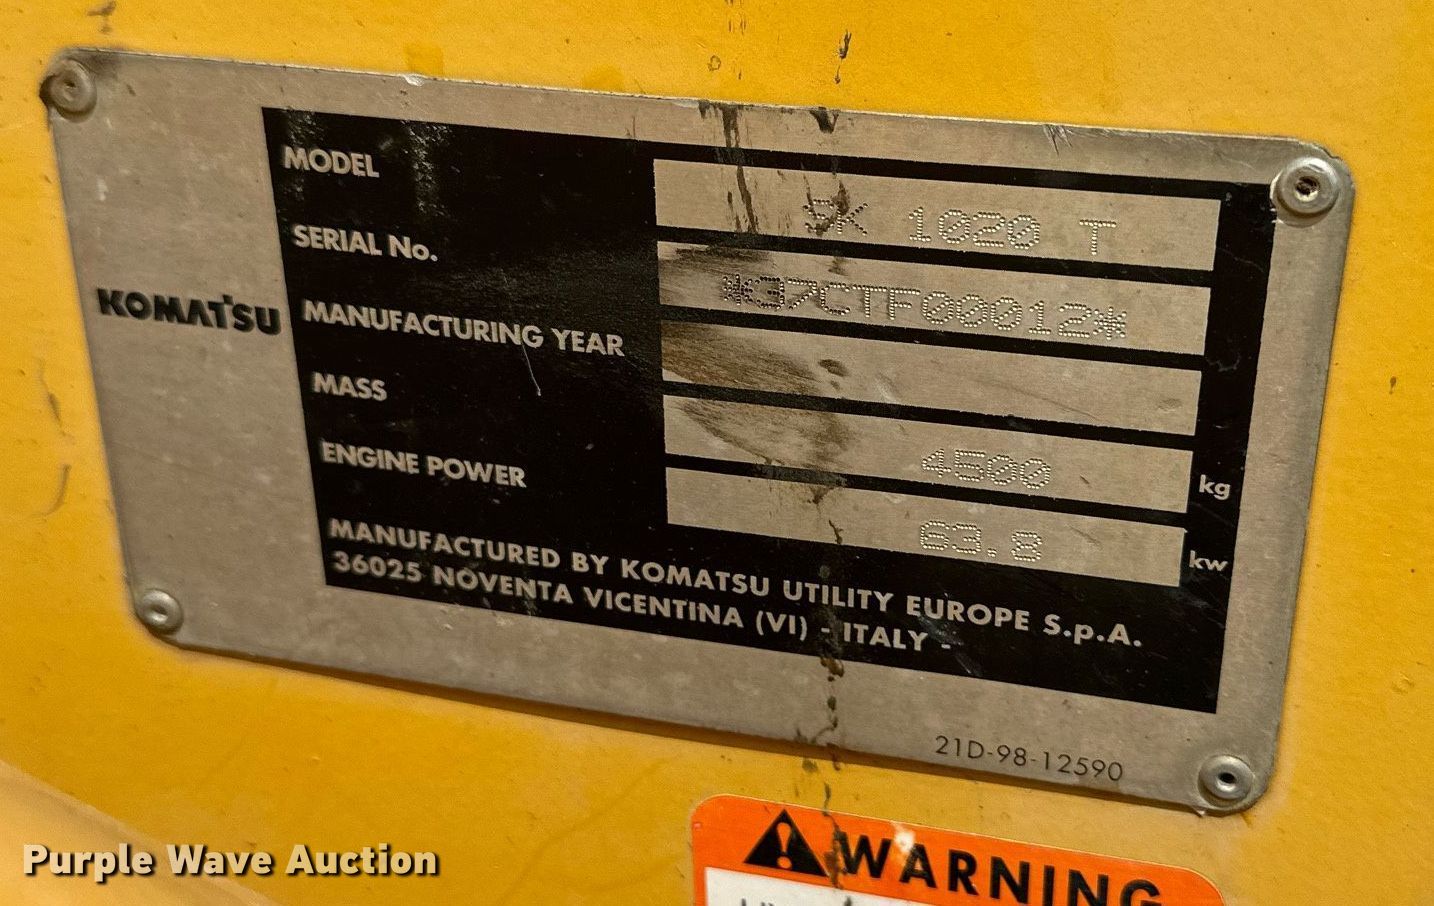 MODEL SK 1020 T
SERIAL No. *37CTF00012*
KOMATSU
MANUFACTURING YEAR
MASS 4500 kg
ENGINE POWER 63.8 kw
MANUFACTURED BY KOMATSU UTILITY EUROPE S.p.A.
36025 NOVENTA VICENTINA (VI) - ITALY -
21D-98-12590
WARNING
Purple Wave Auction